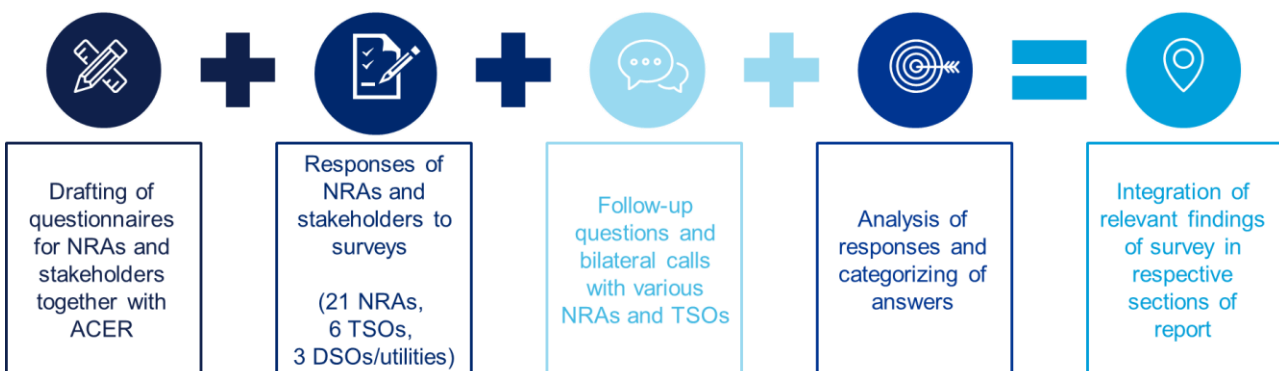 Drafting of
questionnaires
for NRAs and
stakeholders
together with
ACER
Responses of
NRAs and
stakeholders to
surveys
(21 NRAs,
6 TSOs,
3 DSOs/utilities)
Follow-up
questions and
bilateral calls
with various
NRAs and TSOs
Analysis of
responses and
categorizing of
answers
Integration of
relevant findings
of survey in
respective
sections of
report